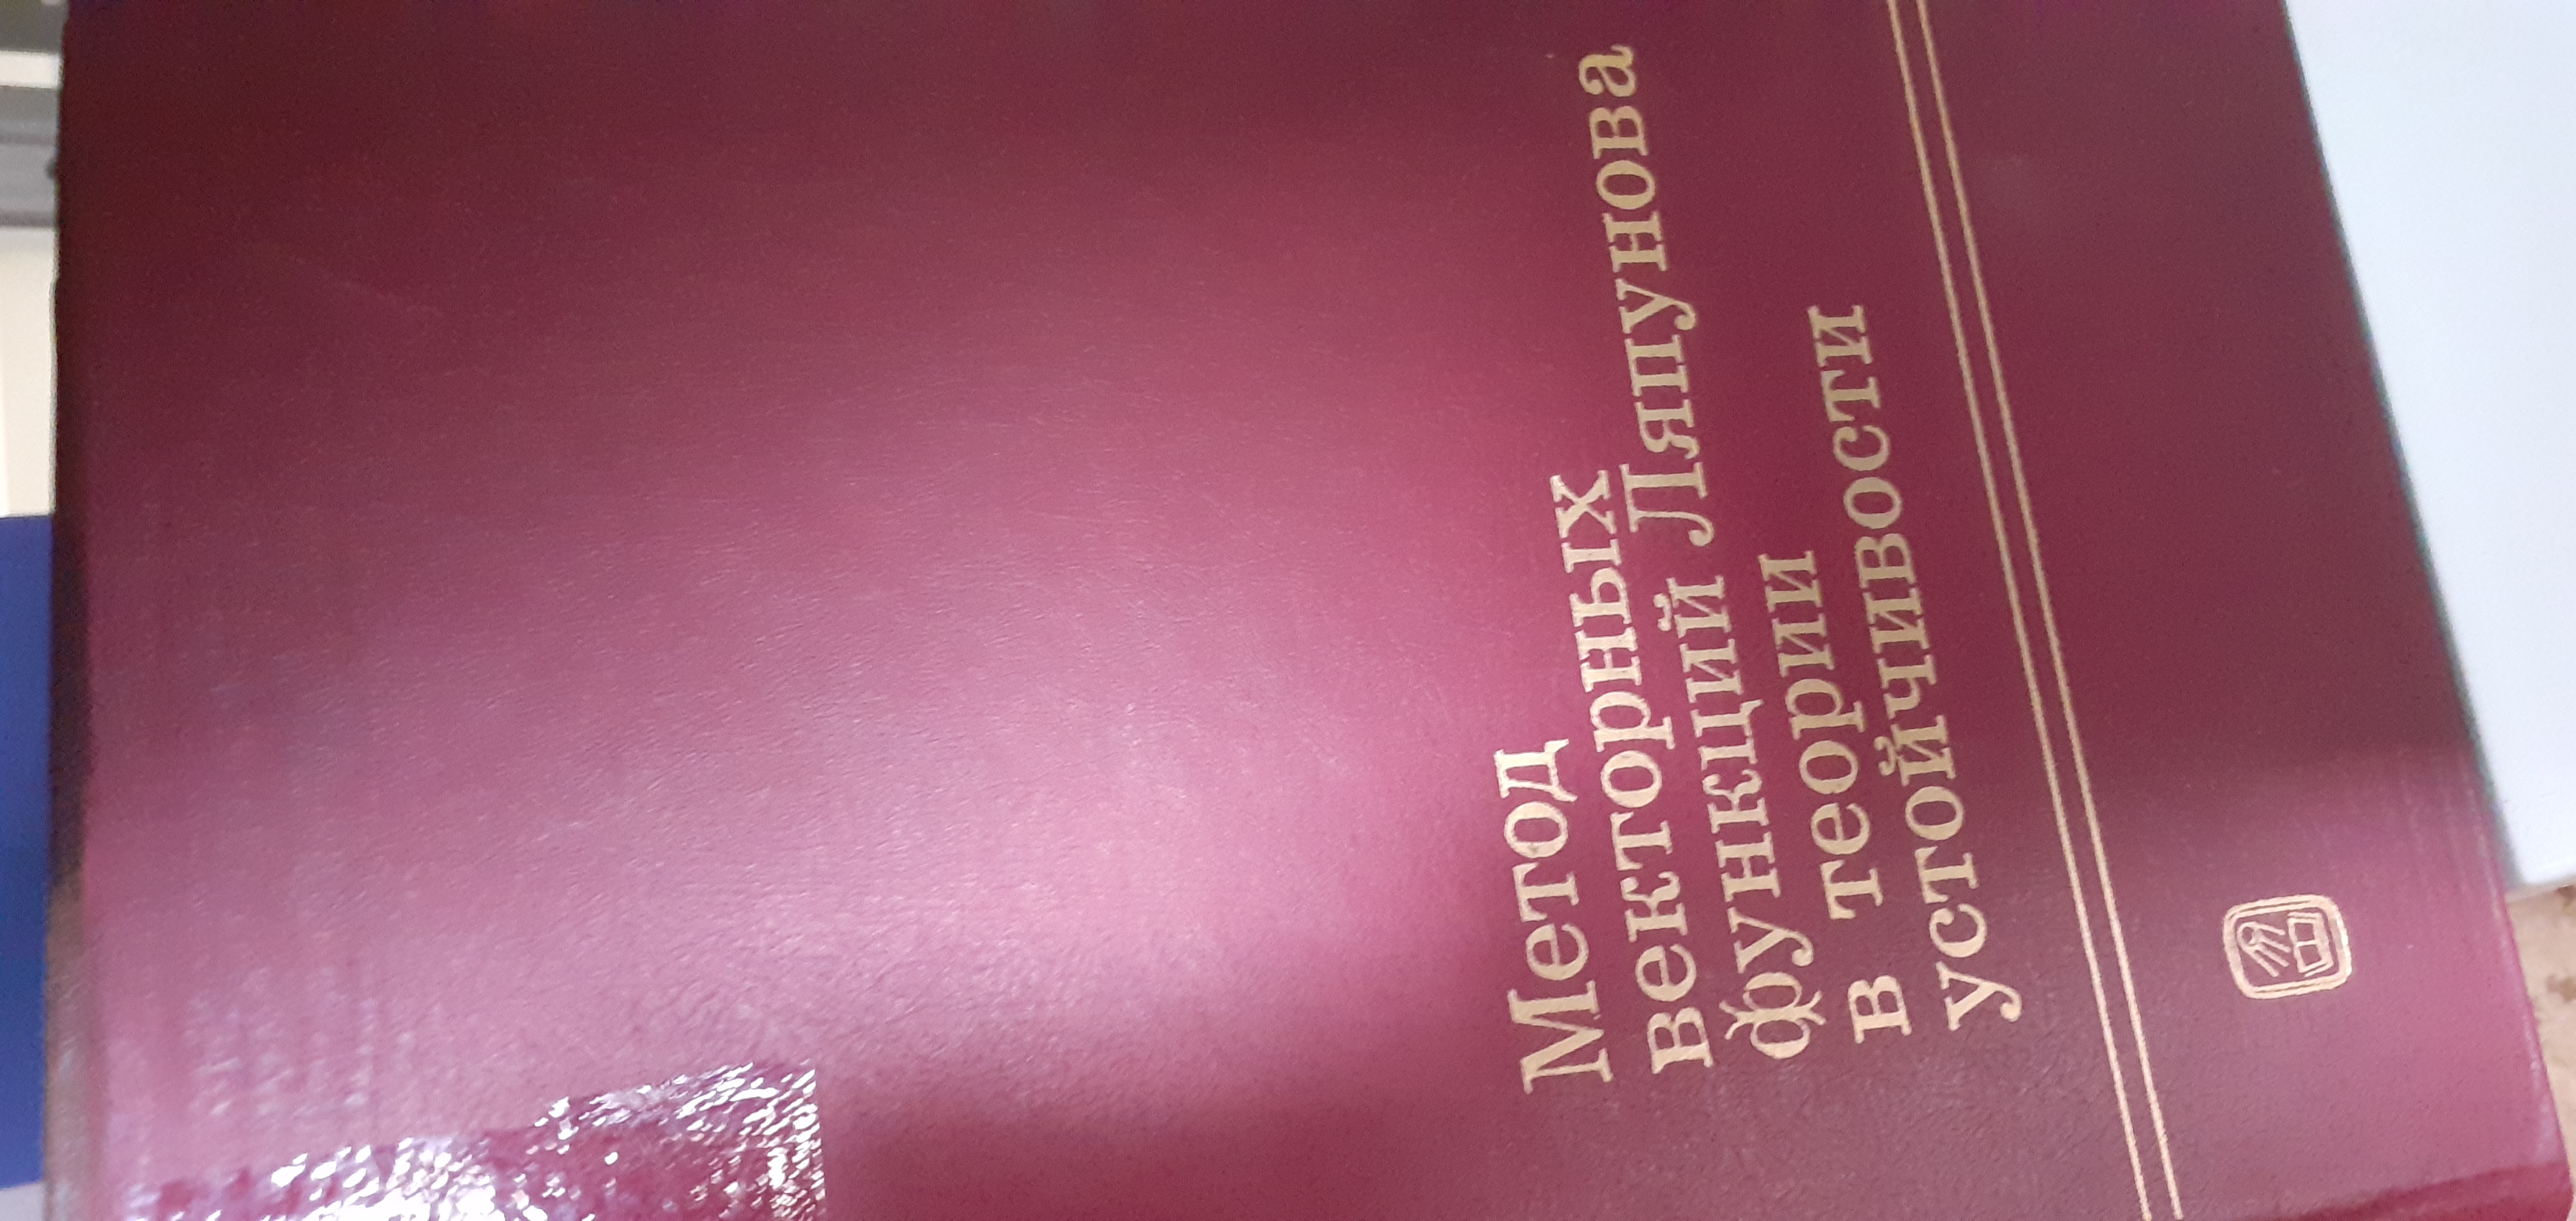 Метод
векторных
функций Ляпунова
в теории
устойчивости